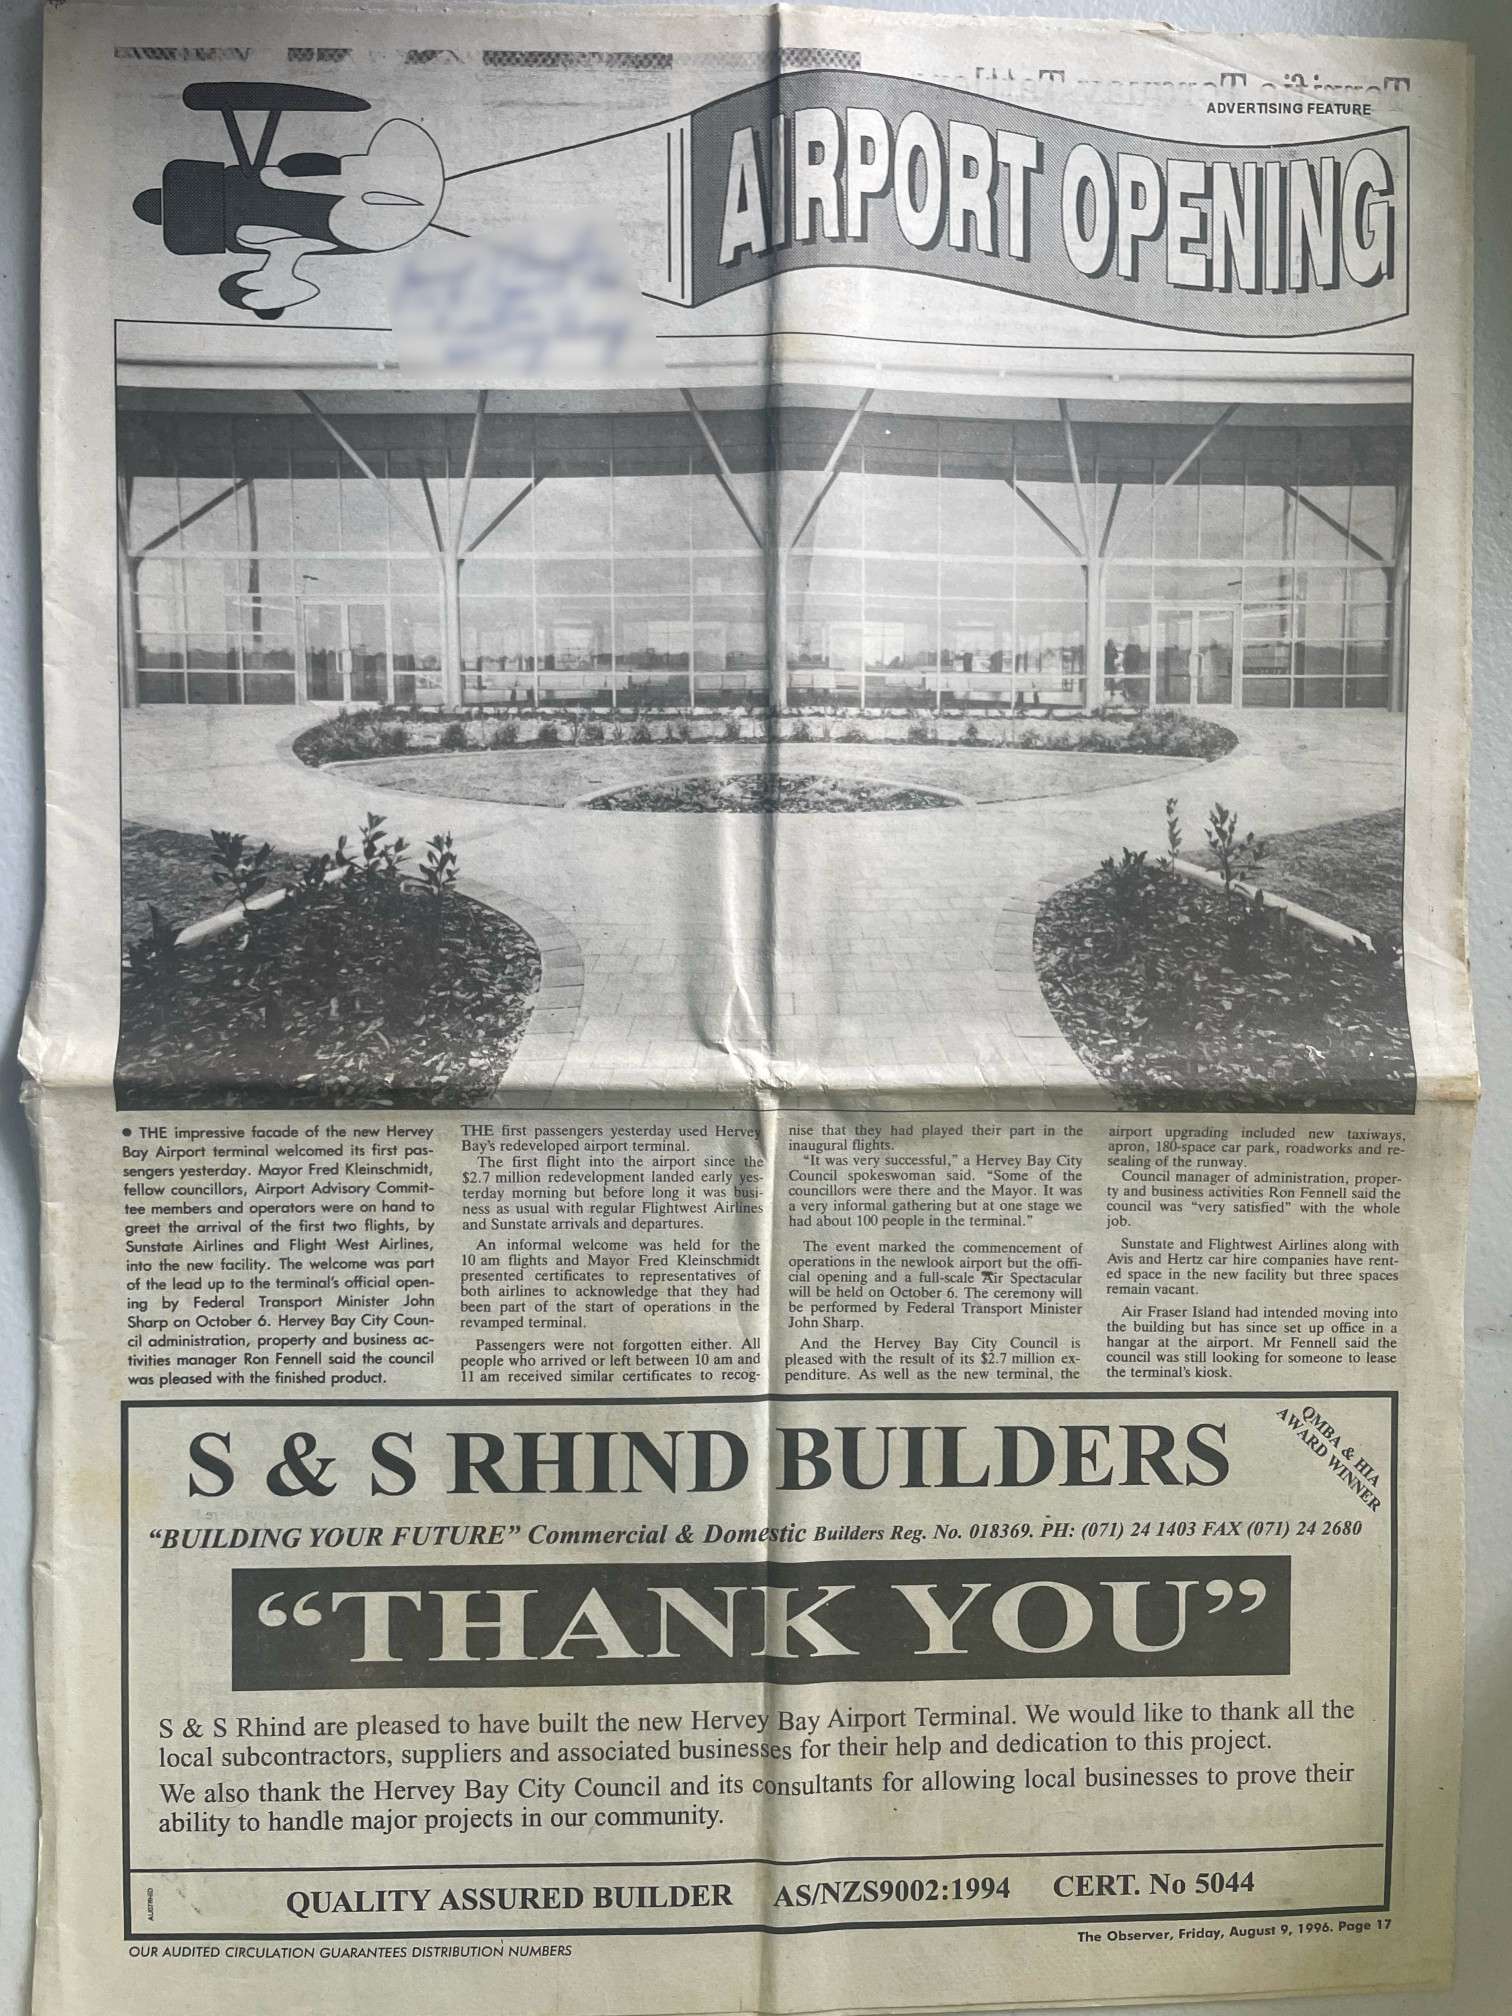 ADVERTISING FEATURE
AIRPORT OPENING
• THE impressive facade of the new Hervey
Bay Airport terminal welcomed its first pas-
sengers yesterday. Mayor Fred Kleinschmidt,
fellow councillors, Airport Advisory Commit-
tee members and operators were on hand to
greet the arrival of the first two flights, by
Sunstate Airlines and Flight West Airlines,
into the new facility. The welcome was part
of the lead up to the terminal's official open-
ing by Federal Transport Minister John
Sharp on October 6. Hervey Bay City Coun-
cil administration, property and business ac-
tivities manager Ron Fennell said the council
was pleased with the finished product.
THE first passengers yesterday used Hervey
Bay's redeveloped airport terminal.
The first flight into the airport since the
$2.7 million redevelopment landed early yes-
terday morning but before long it was busi-
ness as usual with regular Flightwest Airlines
and Sunstate arrivals and departures.
An informal welcome was held for the
10 am flights and Mayor Fred Kleinschmidt
presented certificates to representatives of
both airlines to acknowledge that they had
been part of the start of operations in the
revamped terminal.
Passengers were not forgotten either. All
people who arrived or left between 10 am and
11 am received similar certificates to recog-
nise that they had played their part in the
inaugural flights.
"It was very successful," a Hervey Bay City
Council spokeswoman said. "Some of the
councillors were there and the Mayor. It was
a very informal gathering but at one stage we
had about 100 people in the terminal."
The event marked the commencement of
operations in the newlook airport but the offi-
cial opening and a full-scale Air Spectacular
will be held on October 6. The ceremony will
be performed by Federal Transport Minister
John Sharp.
And the Hervey Bay City Council is
pleased with the result of its $2.7 million ex-
penditure. As well as the new terminal, the
airport upgrading included new taxiways,
apron, 180-space car park, roadworks and re-
sealing of the runway.
Council manager of administration, proper-
ty and business activities Ron Fennell said the
council was "very satisfied" with the whole
job.
Sunstate and Flightwest Airlines along with
Avis and Hertz car hire companies have rent-
ed space in the new facility but three spaces
remain vacant.
Air Fraser Island had intended moving into
the building but has since set up office in a
hangar at the airport. Mr Fennell said the
council was still looking for someone to lease
the terminal's kiosk.
S & S RHIND BUILDERS
QMBA & HIA
AWARD WINNER
"BUILDING YOUR FUTURE" Commercial & Domestic Builders Reg. No. 018369. PH: (071) 24 1403 FAX (071) 24 2680
"THANK YOU"
S & S Rhind are pleased to have built the new Hervey Bay Airport Terminal. We would like to thank all the
local subcontractors, suppliers and associated businesses for their help and dedication to this project.
We also thank the Hervey Bay City Council and its consultants for allowing local businesses to prove their
ability to handle major projects in our community.
QUALITY ASSURED BUILDER AS/NZS9002:1994 CERT. No 5044
The Observer, Friday, August 9, 1996. Page 17
OUR AUDITED CIRCULATION GUARANTEES DISTRIBUTION NUMBERS